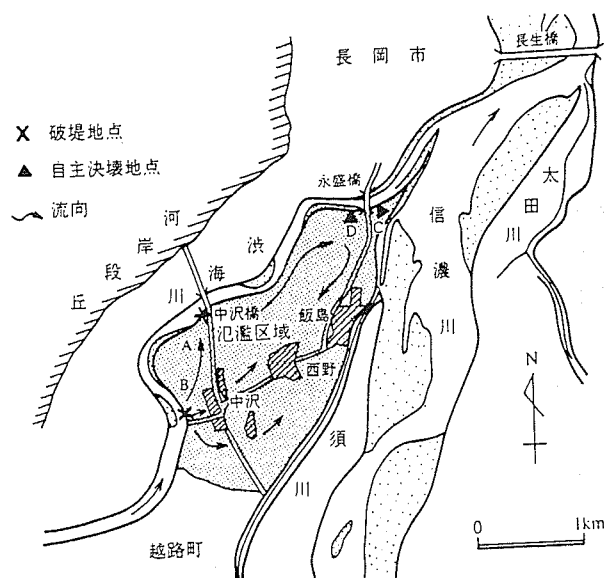 長岡市
長生橋
破堤地点
自主決壊地点
流向
永盛橋
D
C
信濃川
太田川
河岸段丘
渋海川
中沢橋
氾濫区域
飯島
A
B
中沢
西野
須川
N
越路町
0 1km